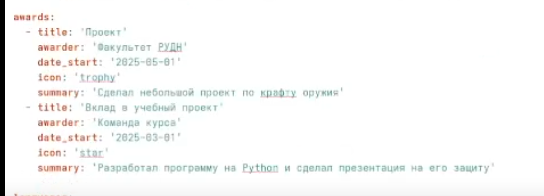 awards:
- title: 'Проект'
awarder: 'Факультет РУДН'
date_start: '2025-05-01'
icon: 'trophy'
summary: 'Сделал небольшой проект по крафту оружия'
- title: 'Вклад в учебный проект'
awarder: 'Команда курса'
date_start: '2025-03-01'
icon: 'star'
summary: 'Разработал программу на Python и сделал презентация на его защиту'